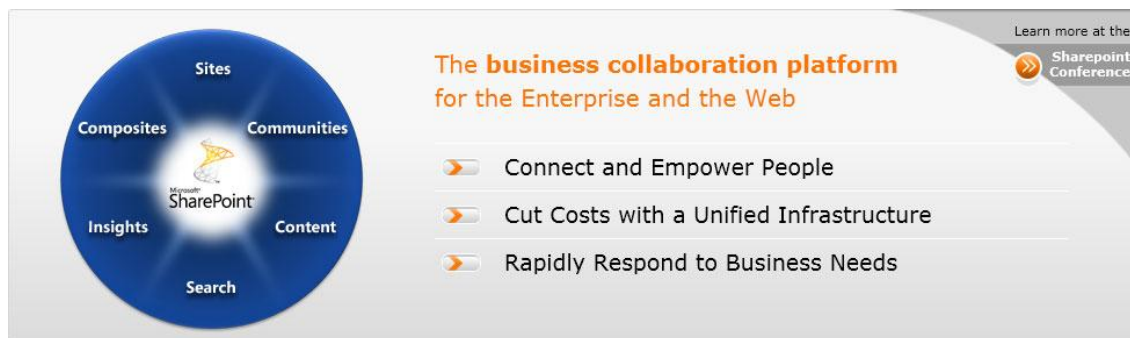 Sites
Composites
Communities
Microsoft
SharePoint
Insights
Content
Search
The business collaboration platform
for the Enterprise and the Web
Connect and Empower People
Cut Costs with a Unified Infrastructure
Rapidly Respond to Business Needs
Learn more at the
Sharepoint
Conference